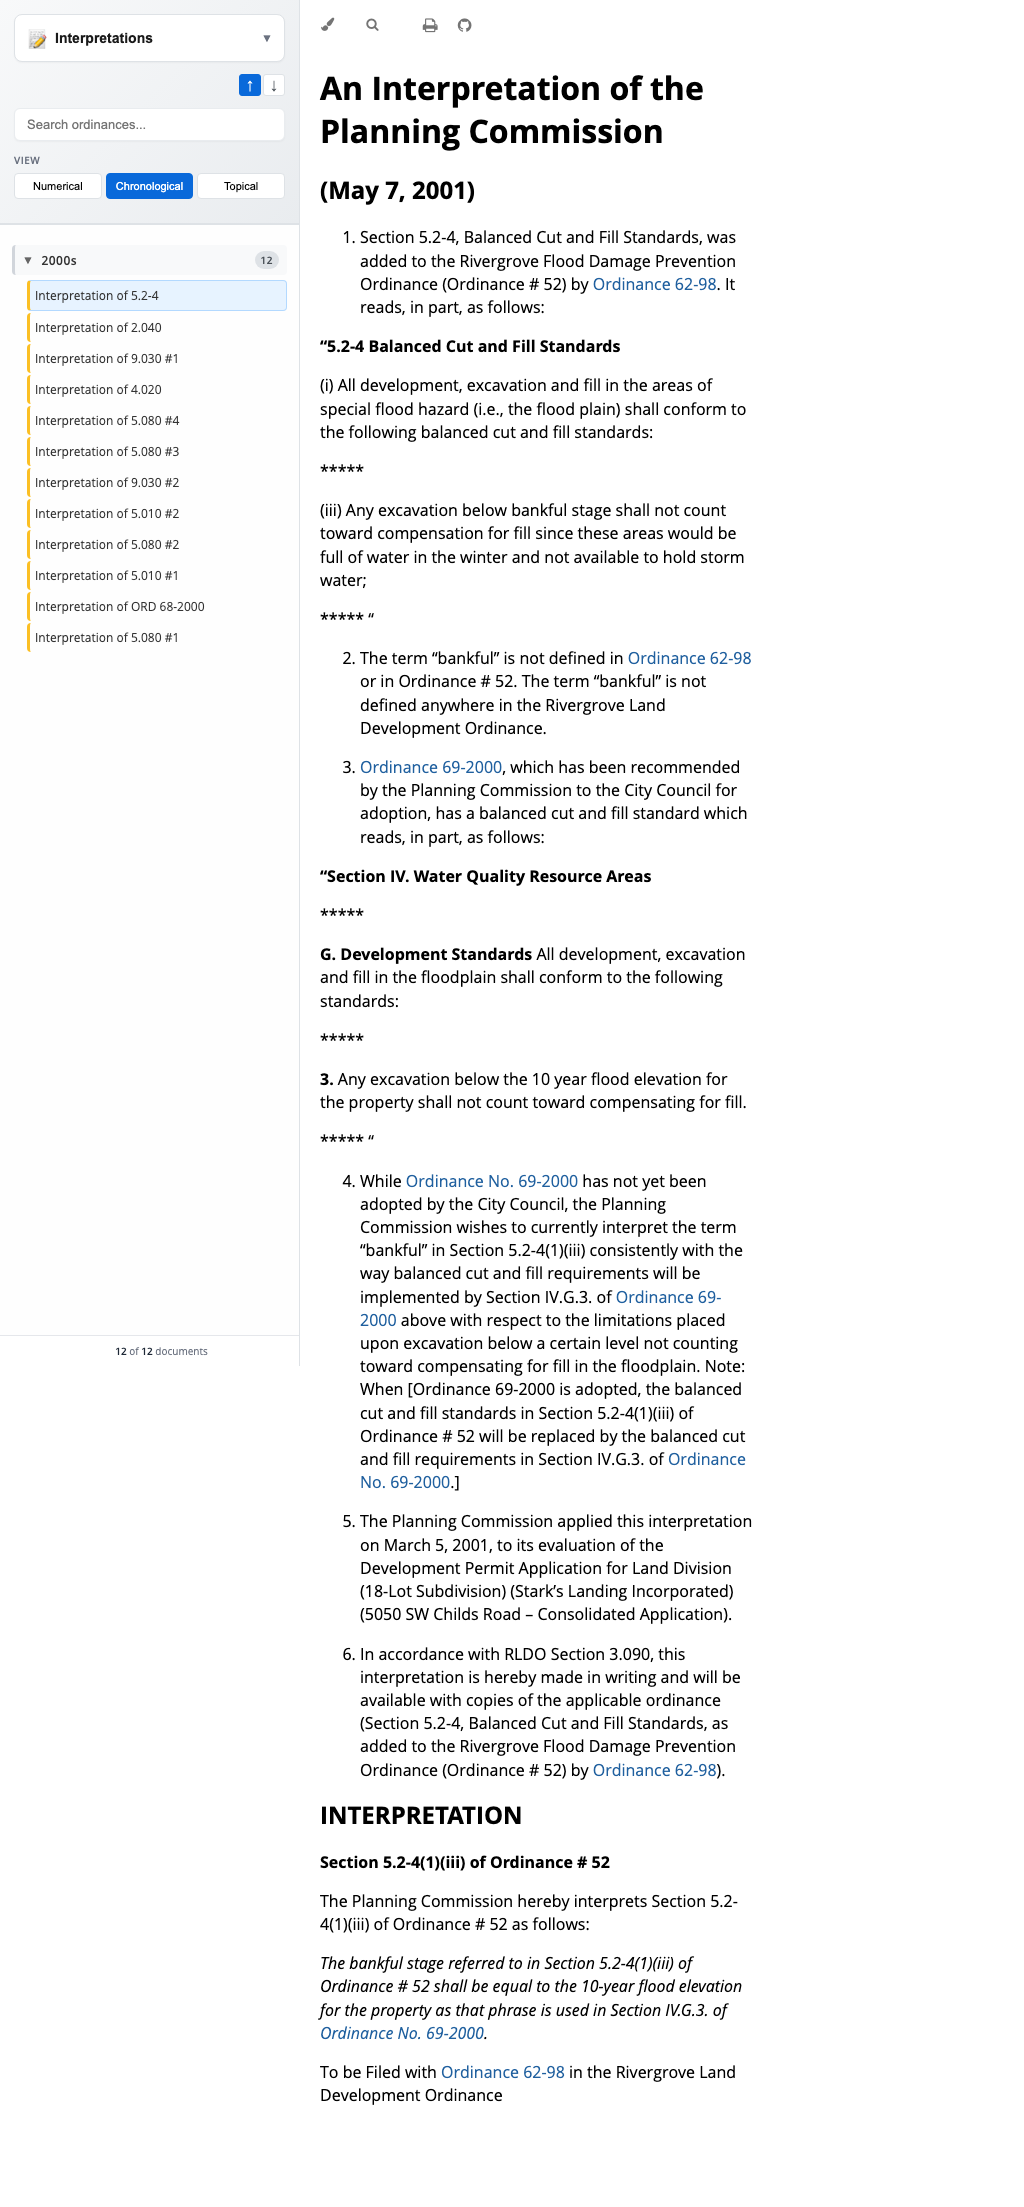 Interpretations ▼
↑ ↓
Search ordinances...
VIEW
Numerical Chronological Topical
▼ 2000s 12
Interpretation of 5.2-4
Interpretation of 2.040
Interpretation of 9.030 #1
Interpretation of 4.020
Interpretation of 5.080 #4
Interpretation of 5.080 #3
Interpretation of 9.030 #2
Interpretation of 5.010 #2
Interpretation of 5.080 #2
Interpretation of 5.010 #1
Interpretation of ORD 68-2000
Interpretation of 5.080 #1
12 of 12 documents
An Interpretation of the
Planning Commission
(May 7, 2001)
1. Section 5.2-4, Balanced Cut and Fill Standards, was
added to the Rivergrove Flood Damage Prevention
Ordinance (Ordinance # 52) by Ordinance 62-98. It
reads, in part, as follows:
“5.2-4 Balanced Cut and Fill Standards
(i) All development, excavation and fill in the areas of
special flood hazard (i.e., the flood plain) shall conform to
the following balanced cut and fill standards:
*****
(iii) Any excavation below bankful stage shall not count
toward compensation for fill since these areas would be
full of water in the winter and not available to hold storm
water;
***** “
2. The term “bankful” is not defined in Ordinance 62-98
or in Ordinance # 52. The term “bankful” is not
defined anywhere in the Rivergrove Land
Development Ordinance.
3. Ordinance 69-2000, which has been recommended
by the Planning Commission to the City Council for
adoption, has a balanced cut and fill standard which
reads, in part, as follows:
“Section IV. Water Quality Resource Areas
*****
G. Development Standards All development, excavation
and fill in the floodplain shall conform to the following
standards:
*****
3. Any excavation below the 10 year flood elevation for
the property shall not count toward compensating for fill.
***** “
4. While Ordinance No. 69-2000 has not yet been
adopted by the City Council, the Planning
Commission wishes to currently interpret the term
“bankful” in Section 5.2-4(1)(iii) consistently with the
way balanced cut and fill requirements will be
implemented by Section IV.G.3. of Ordinance 69-
2000 above with respect to the limitations placed
upon excavation below a certain level not counting
toward compensating for fill in the floodplain. Note:
When [Ordinance 69-2000 is adopted, the balanced
cut and fill standards in Section 5.2-4(1)(iii) of
Ordinance # 52 will be replaced by the balanced cut
and fill requirements in Section IV.G.3. of Ordinance
No. 69-2000.]
5. The Planning Commission applied this interpretation
on March 5, 2001, to its evaluation of the
Development Permit Application for Land Division
(18-Lot Subdivision) (Stark’s Landing Incorporated)
(5050 SW Childs Road – Consolidated Application).
6. In accordance with RLDO Section 3.090, this
interpretation is hereby made in writing and will be
available with copies of the applicable ordinance
(Section 5.2-4, Balanced Cut and Fill Standards, as
added to the Rivergrove Flood Damage Prevention
Ordinance (Ordinance # 52) by Ordinance 62-98).
INTERPRETATION
Section 5.2-4(1)(iii) of Ordinance # 52
The Planning Commission hereby interprets Section 5.2-
4(1)(iii) of Ordinance # 52 as follows:
The bankful stage referred to in Section 5.2-4(1)(iii) of
Ordinance # 52 shall be equal to the 10-year flood elevation
for the property as that phrase is used in Section IV.G.3. of
Ordinance No. 69-2000.
To be Filed with Ordinance 62-98 in the Rivergrove Land
Development Ordinance